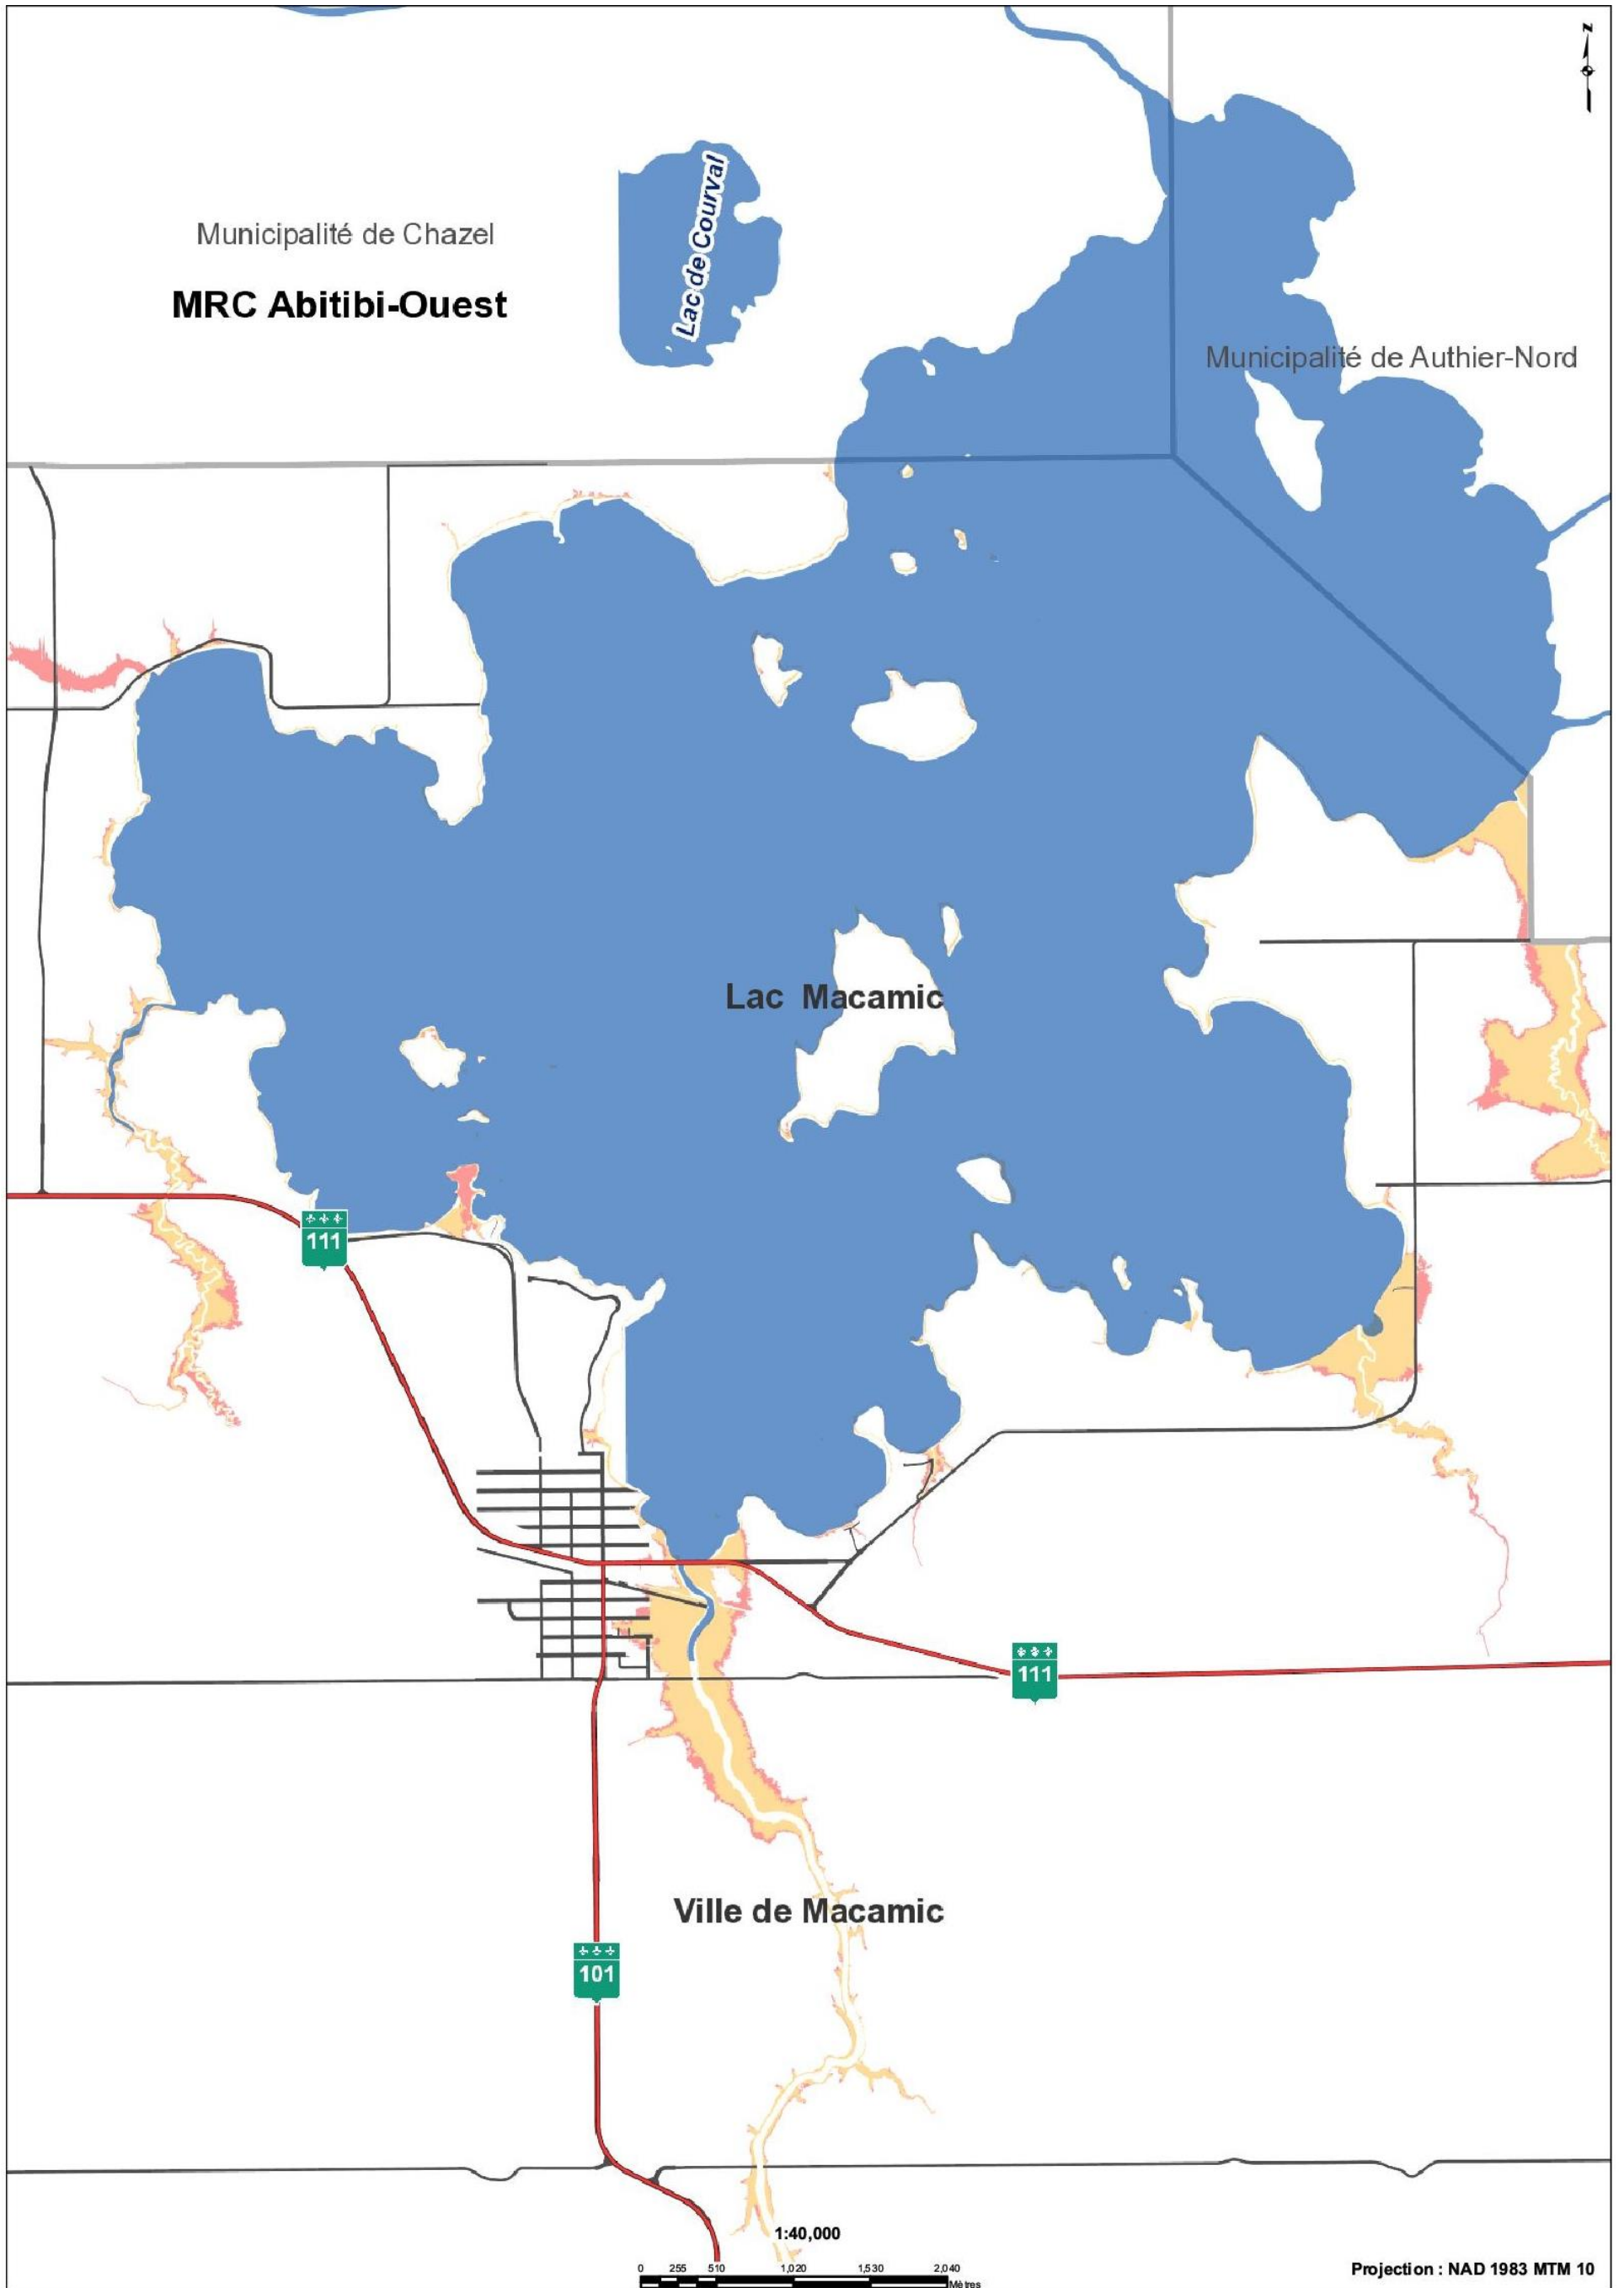 N
Lac de Courval
Municipalité de Chazel
MRC Abitibi-Ouest
Municipalité de Authier-Nord
Lac Macamic
111
111
Ville de Macamic
101
1:40,000
0 255 510 1,020 1,530 2,040
Mètres
Projection : NAD 1983 MTM 10